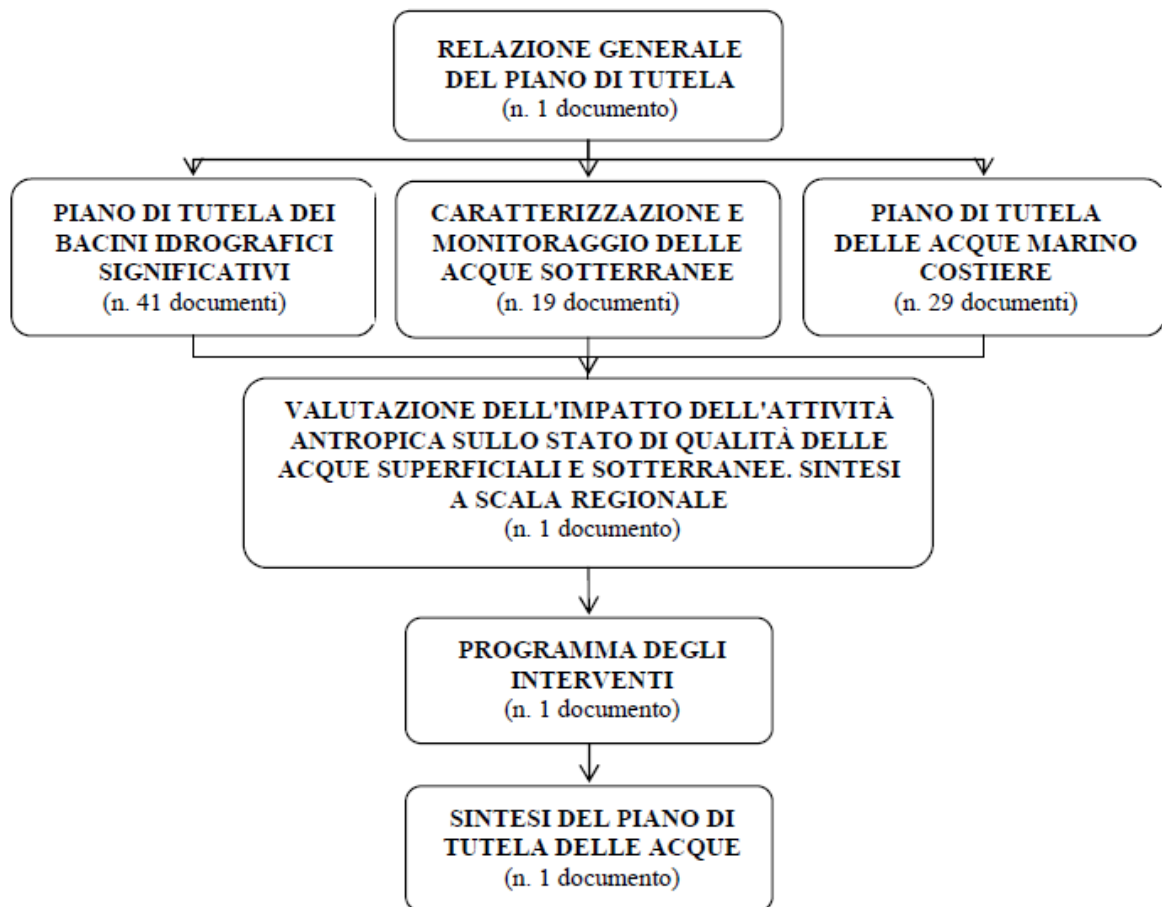 RELAZIONE GENERALE
DEL PIANO DI TUTELA
(n. 1 documento)
PIANO DI TUTELA DEI
BACINI IDROGRAFICI
SIGNIFICATIVI
(n. 41 documenti)
CARATTERIZZAZIONE E
MONITORAGGIO DELLE
ACQUE SOTTERRANEE
(n. 19 documenti)
PIANO DI TUTELA
DELLE ACQUE MARINO
COSTIERE
(n. 29 documenti)
VALUTAZIONE DELL'IMPATTO DELL'ATTIVITÀ
ANTROPICA SULLO STATO DI QUALITÀ DELLE
ACQUE SUPERFICIALI E SOTTERRANEE. SINTESI
A SCALA REGIONALE
(n. 1 documento)
PROGRAMMA DEGLI
INTERVENTI
(n. 1 documento)
SINTESI DEL PIANO DI
TUTELA DELLE ACQUE
(n. 1 documento)